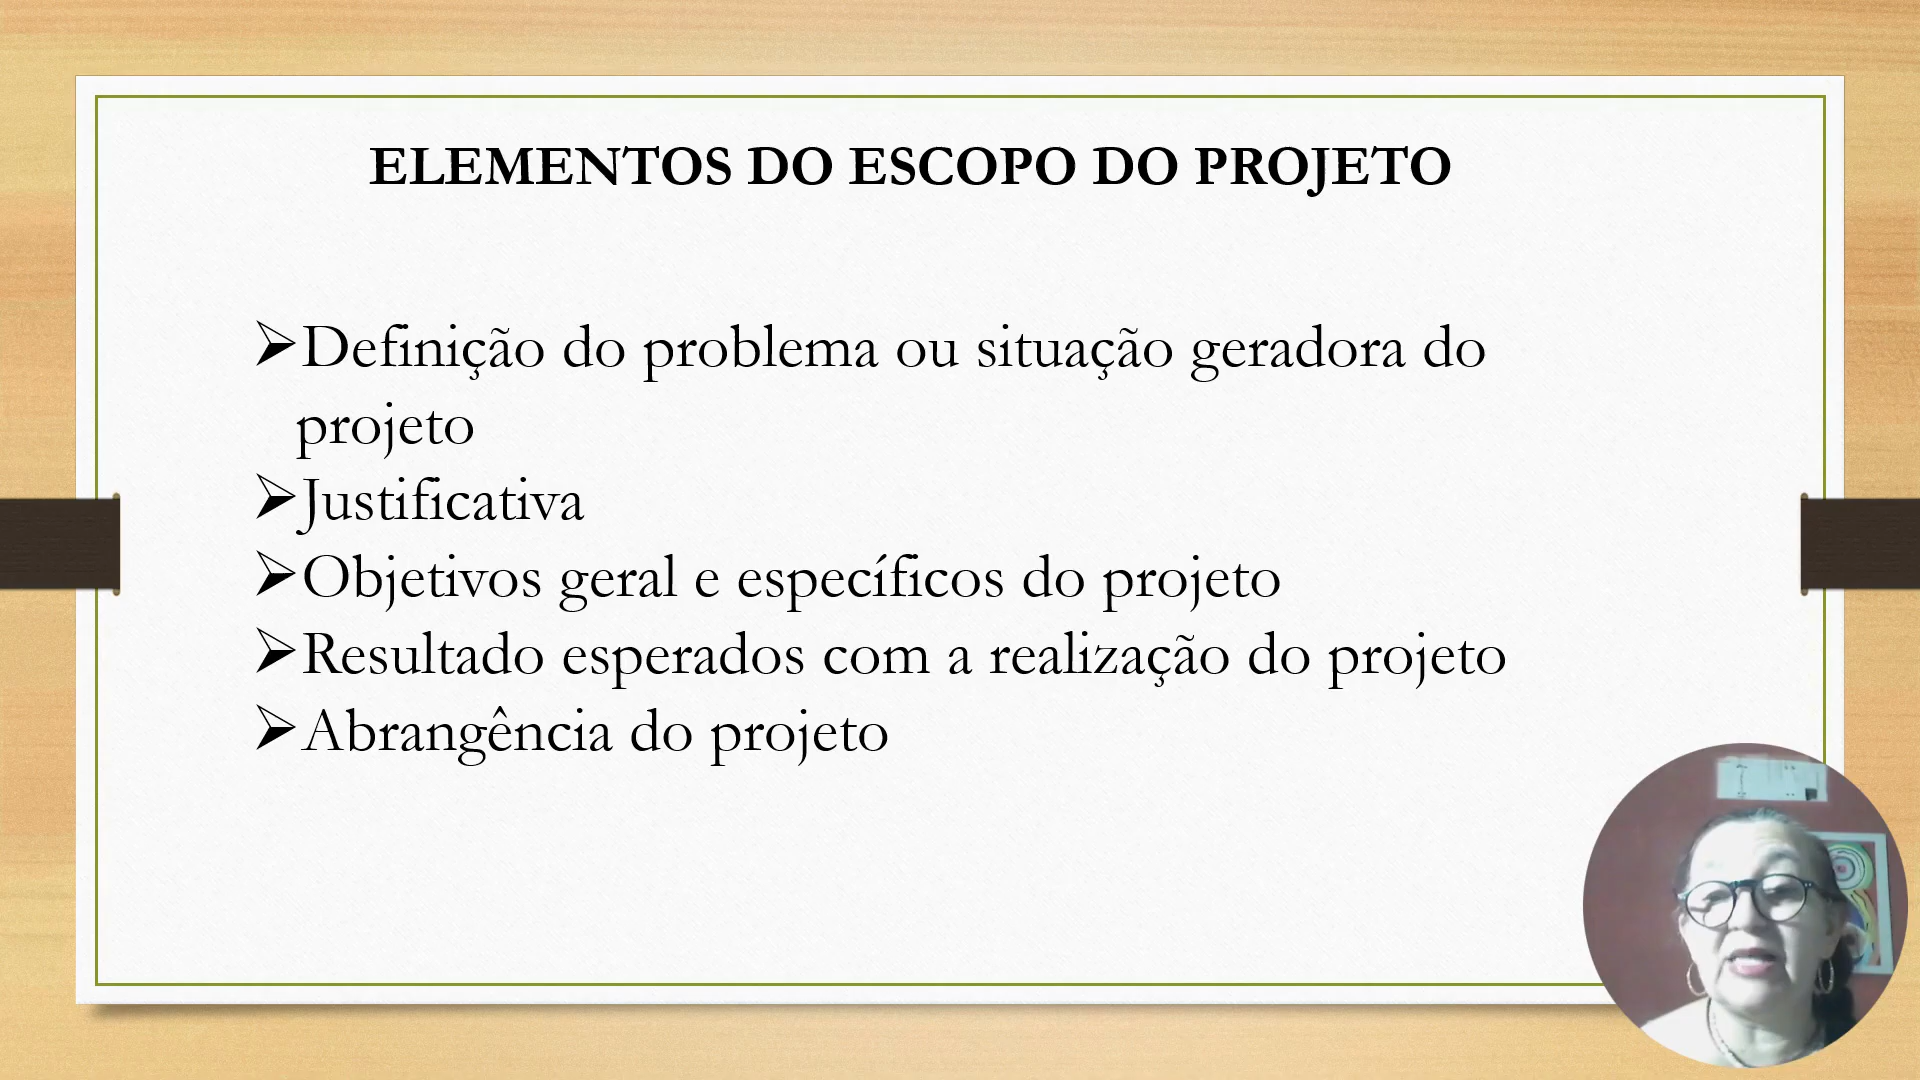 ELEMENTOS DO ESCOPO DO PROJETO
➢Definição do problema ou situação geradora do
projeto
➢Justificativa
➢Objetivos geral e específicos do projeto
➢Resultado esperados com a realização do projeto
➢Abrangência do projeto